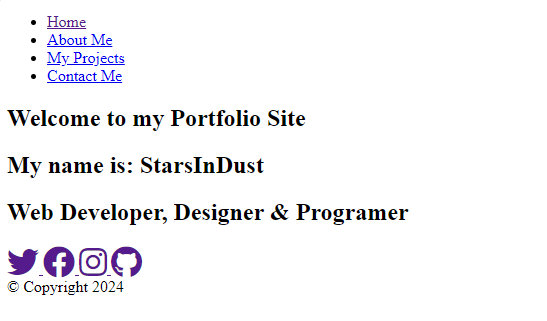 Home
About Me
My Projects
Contact Me
Welcome to my Portfolio Site
My name is: StarsInDust
Web Developer, Designer & Programer
© Copyright 2024